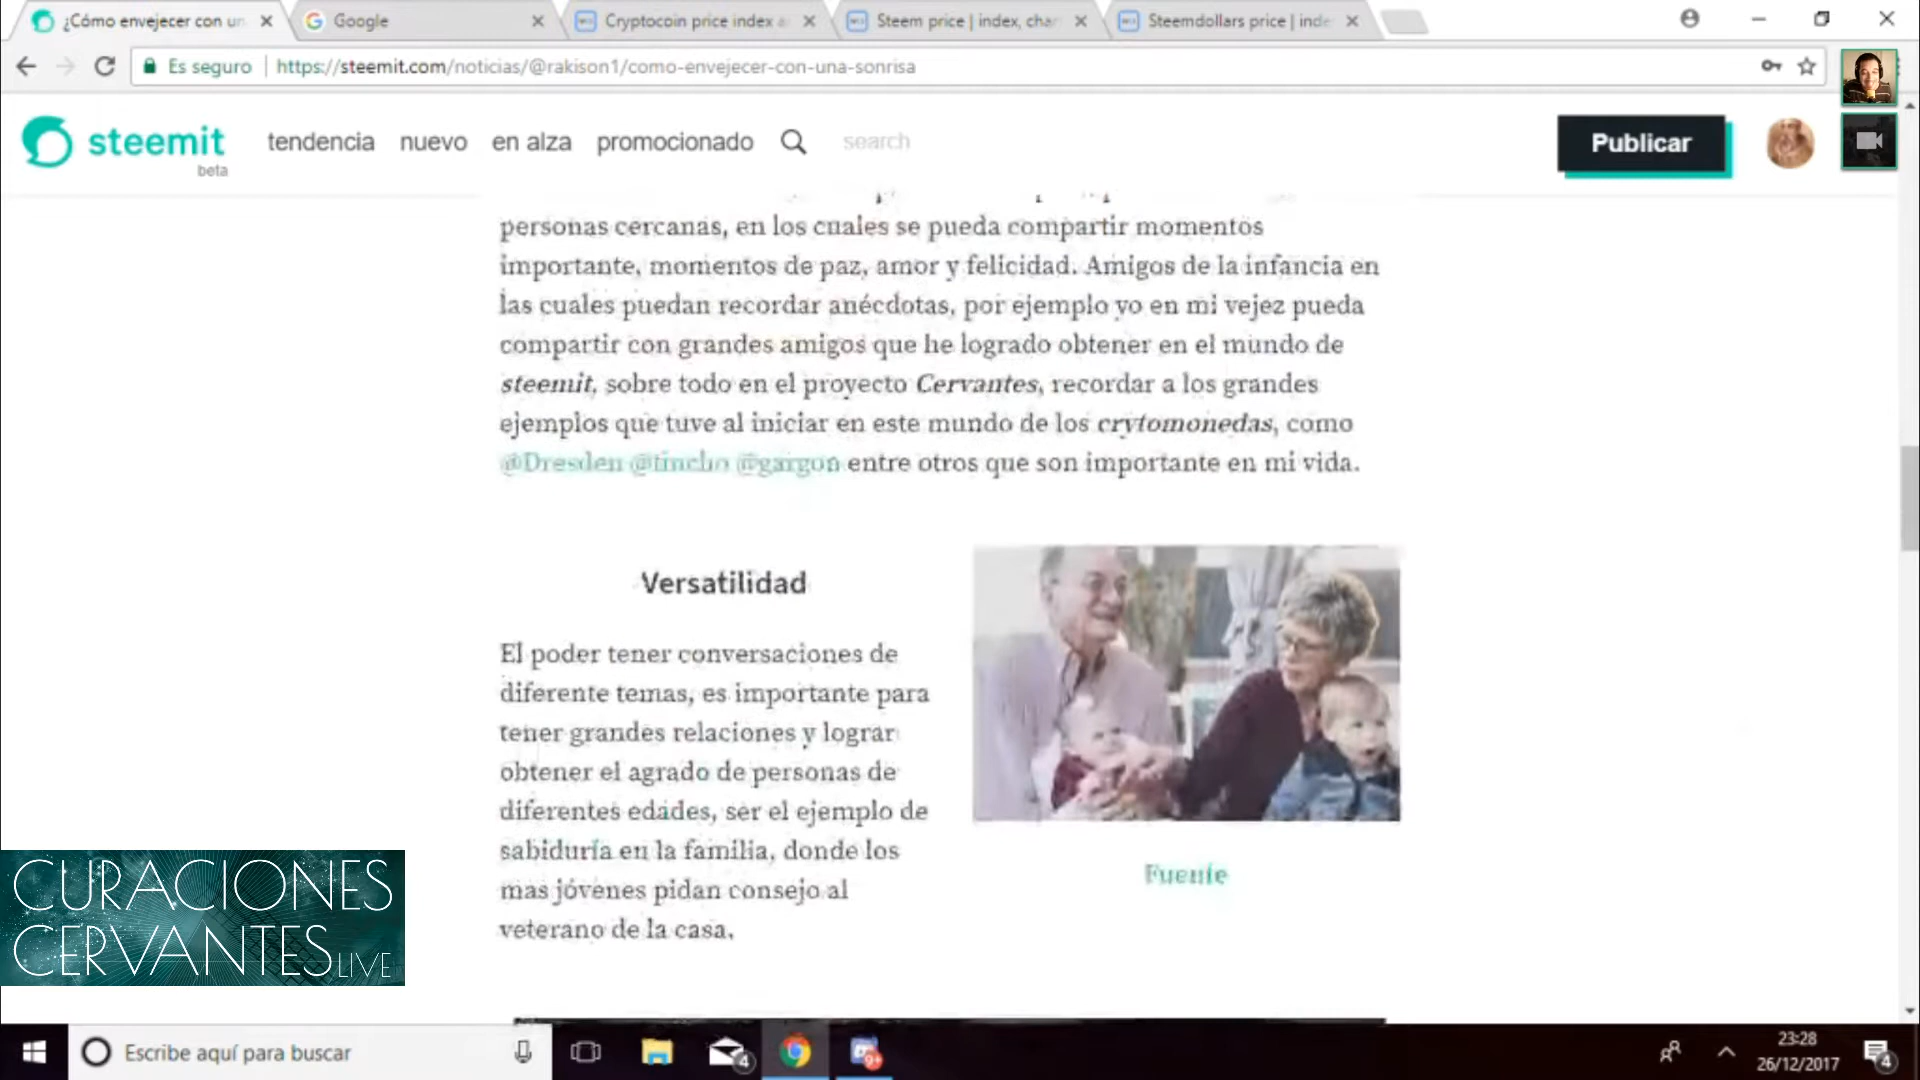 ¿Cómo envejecer con un
Google
Cryptocoin price index a
Steem price | index, cha
Steemdollars price | inde
Es seguro
https://steemit.com/noticias/@rakison1/como-envejecer-con-una-sonrisa
steemit
beta
tendencia
nuevo
en alza
promocionado
search
Publicar
personas cercanas, en los cuales se pueda compartir momentos
importante, momentos de paz, amor y felicidad. Amigos de la infancia en
las cuales puedan recordar anécdotas, por ejemplo yo en mi vejez pueda
compartir con grandes amigos que he logrado obtener en el mundo de
steemit, sobre todo en el proyecto Cervantes, recordar a los grandes
ejemplos que tuve al iniciar en este mundo de los crytomonedas, como
@Dresden @tincho @gargon entre otros que son importante en mi vida.
Versatilidad
El poder tener conversaciones de
diferente temas, es importante para
tener grandes relaciones y lograr
obtener el agrado de personas de
diferentes edades, ser el ejemplo de
sabiduría en la familia, donde los
mas jóvenes pidan consejo al
veterano de la casa,
Fuente
CURACIONES
CERVANTES LIVE
Escribe aquí para buscar
4
9+
23:28
26/12/2017
4